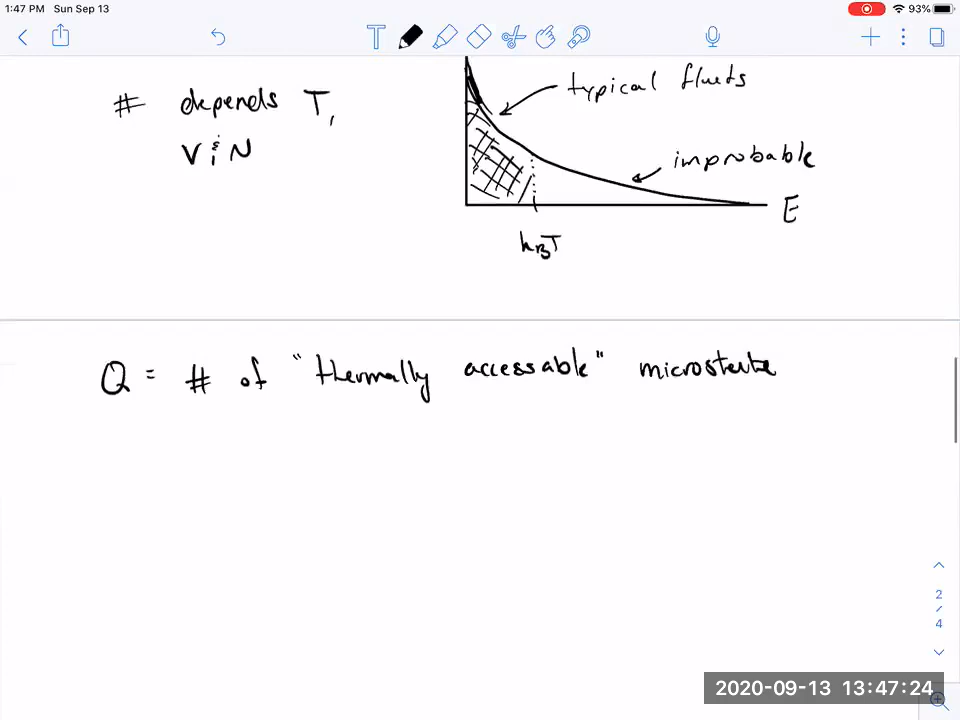 1:47 PM Sun Sep 13
93%
typical flucts
# depends T,
V & N
improbable
E
kBT
Q = # of "thermally accessable" microstate
2
/
4
2020-09-13 13:47:24